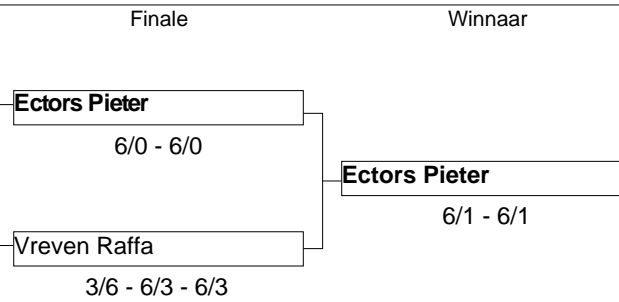 Finale
Winnaar
Ectors Pieter
6/0 - 6/0
Ectors Pieter
6/1 - 6/1
Vreven Raffa
3/6 - 6/3 - 6/3